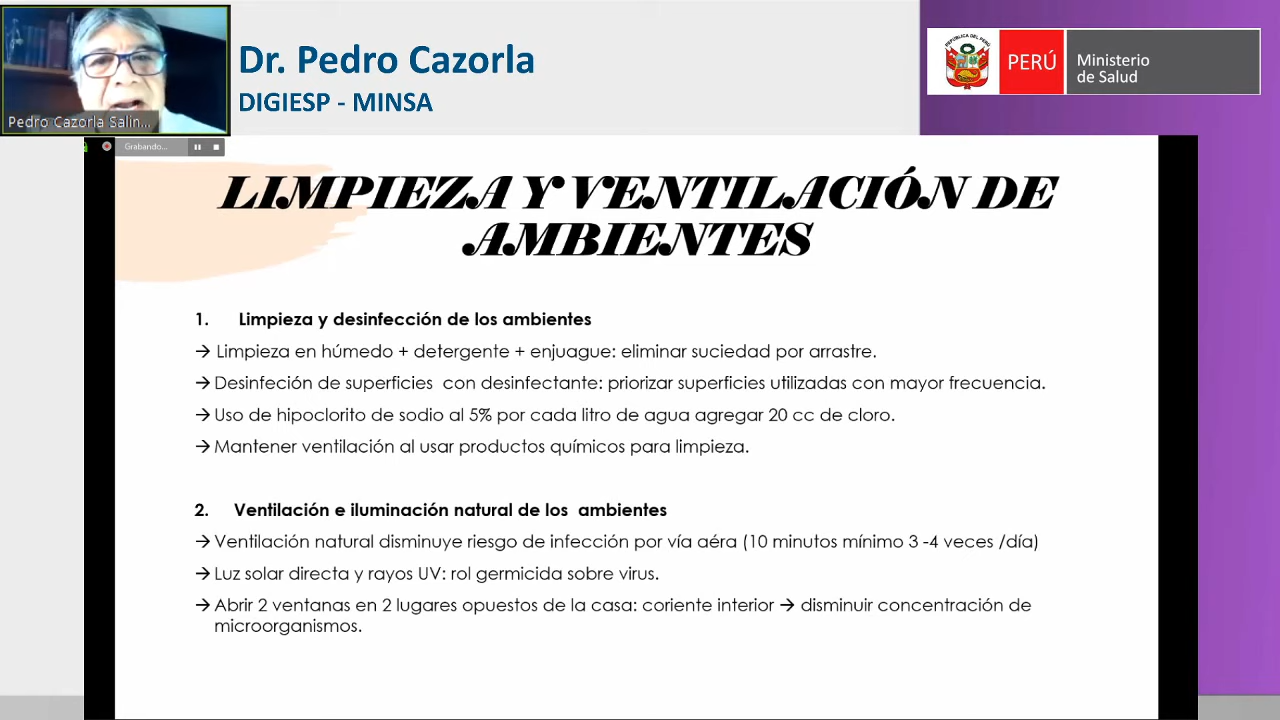 Dr. Pedro Cazorla
DIGIESP - MINSA
Pedro Cazorla Salin...
REPÚBLICA DEL PERÚ
PERÚ
Ministerio
de Salud
Grabando...
LIMPIEZA Y VENTILACIÓN DE
AMBIENTES
1. Limpieza y desinfección de los ambientes
→ Limpieza en húmedo + detergente + enjuague: eliminar suciedad por arrastre.
→ Desinfeción de superficies con desinfectante: priorizar superficies utilizadas con mayor frecuencia.
→ Uso de hipoclorito de sodio al 5% por cada litro de agua agregar 20 cc de cloro.
→ Mantener ventilación al usar productos químicos para limpieza.
2. Ventilación e iluminación natural de los ambientes
→ Ventilación natural disminuye riesgo de infección por vía aéra (10 minutos mínimo 3 -4 veces /día)
→ Luz solar directa y rayos UV: rol germicida sobre virus.
→ Abrir 2 ventanas en 2 lugares opuestos de la casa: coriente interior → disminuir concentración de
microorganismos.